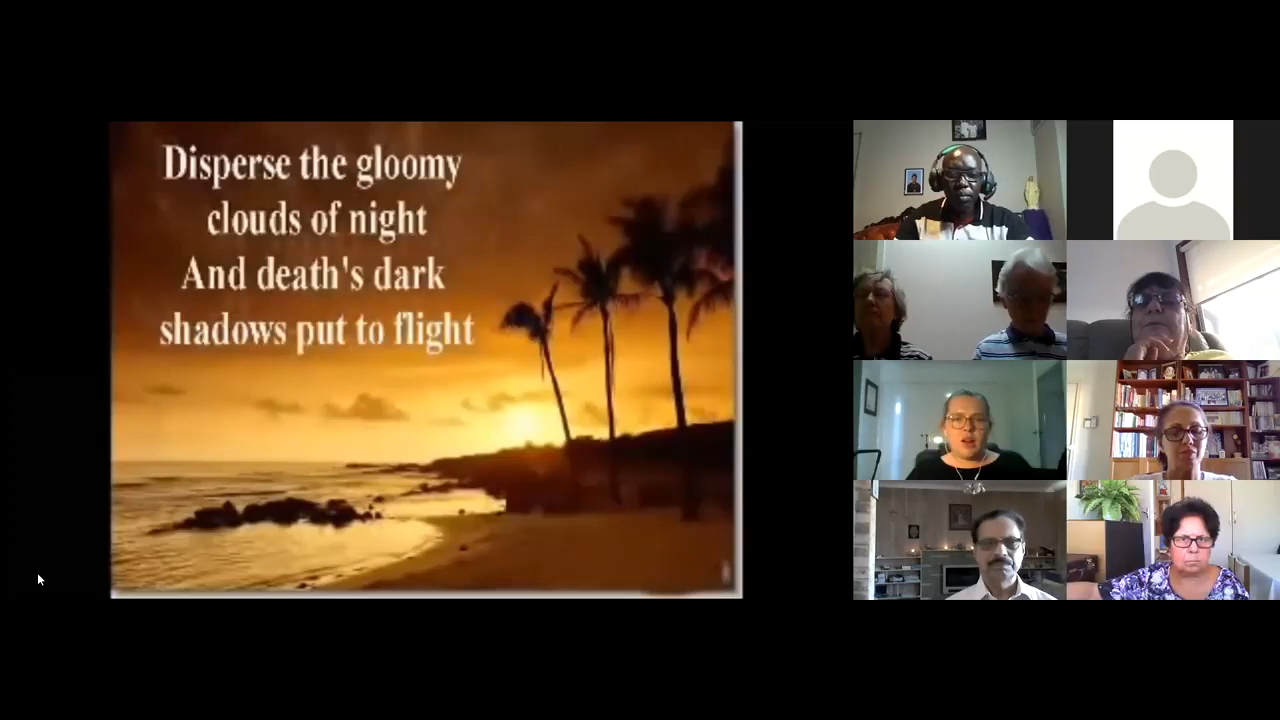 Disperse the gloomy
clouds of night
And death's dark
shadows put to flight